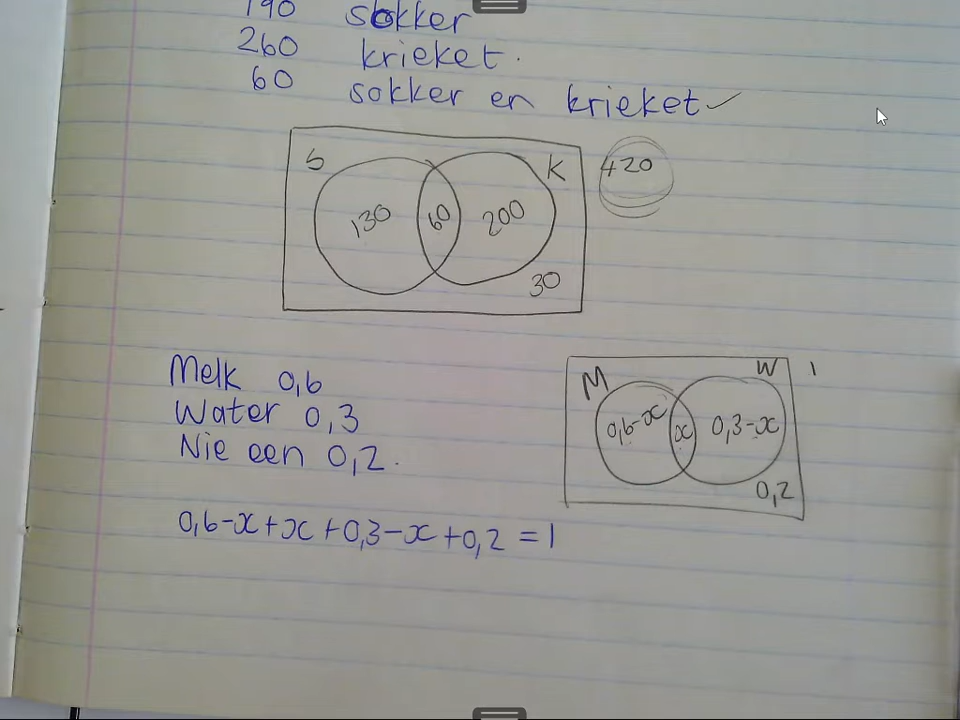 190 sokker
260 krieket.
60 sokker en krieket ✓
S K 420
130 60 200
30
Melk 0,6
Water 0,3
Nie een 0,2.
M W 1
0,6-x x 0,3-x
0,2
0,6-x+x+0,3-x+0,2 = 1